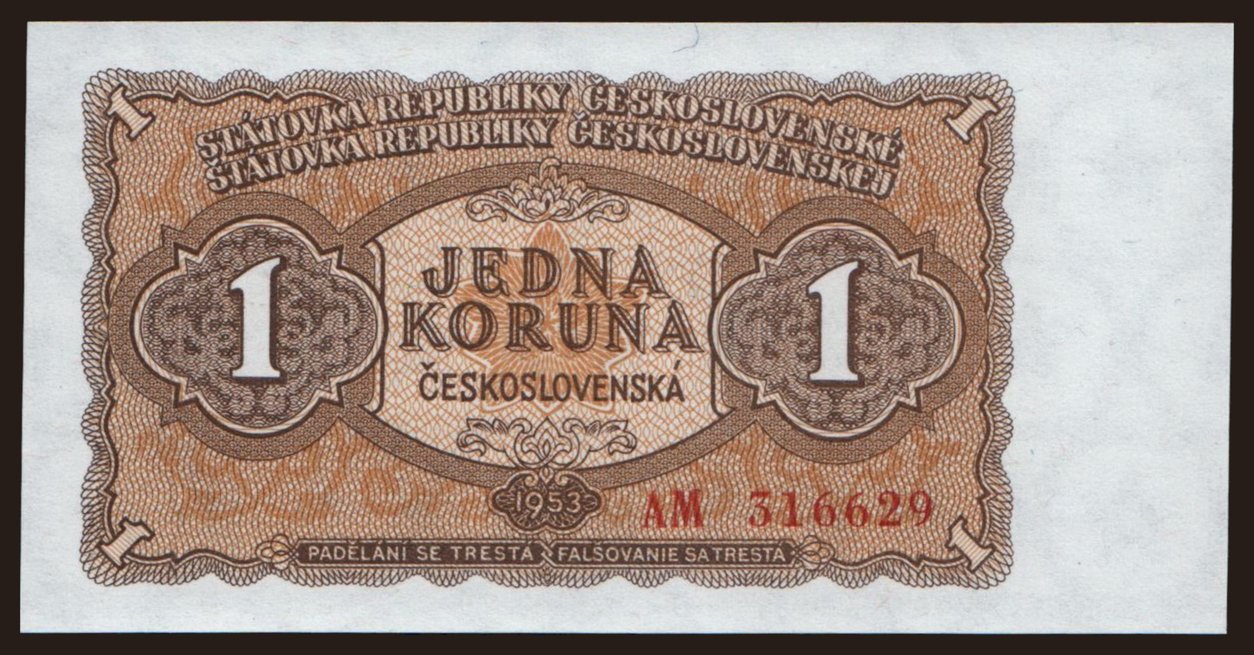 1 1
STÁTOVKA REPUBLIKY ČESKOSLOVENSKÉ
ŠTÁTOVKA REPUBLIKY ČESKOSLOVENSKEJ
1 JEDNA 1
KORUNA
ČESKOSLOVENSKÁ
1953 AM 316629
1 PADĚLÁNÍ SE TRESTÁ FALŠOVANIE SA TRESTÁ 1